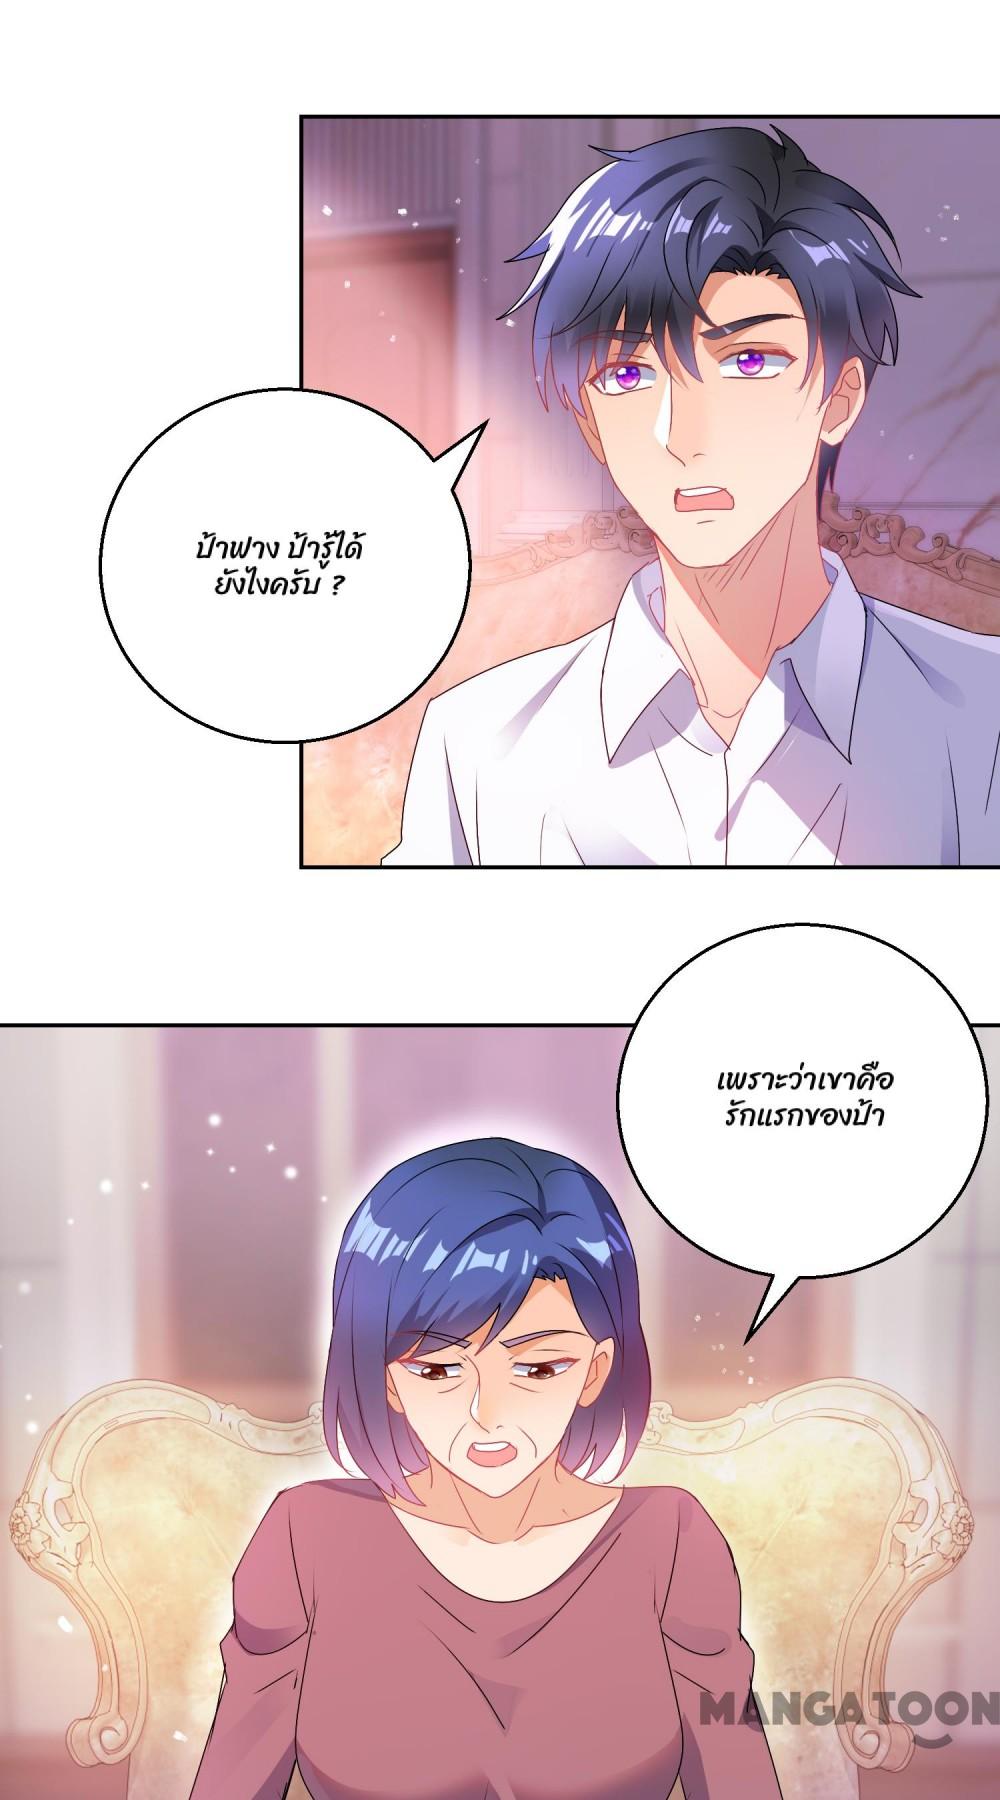 ป้าฟาง ป้ารู้ได้
ยังไงครับ ?
เพราะว่าเขาคือ
รักแรกของป้า
MANGATOON